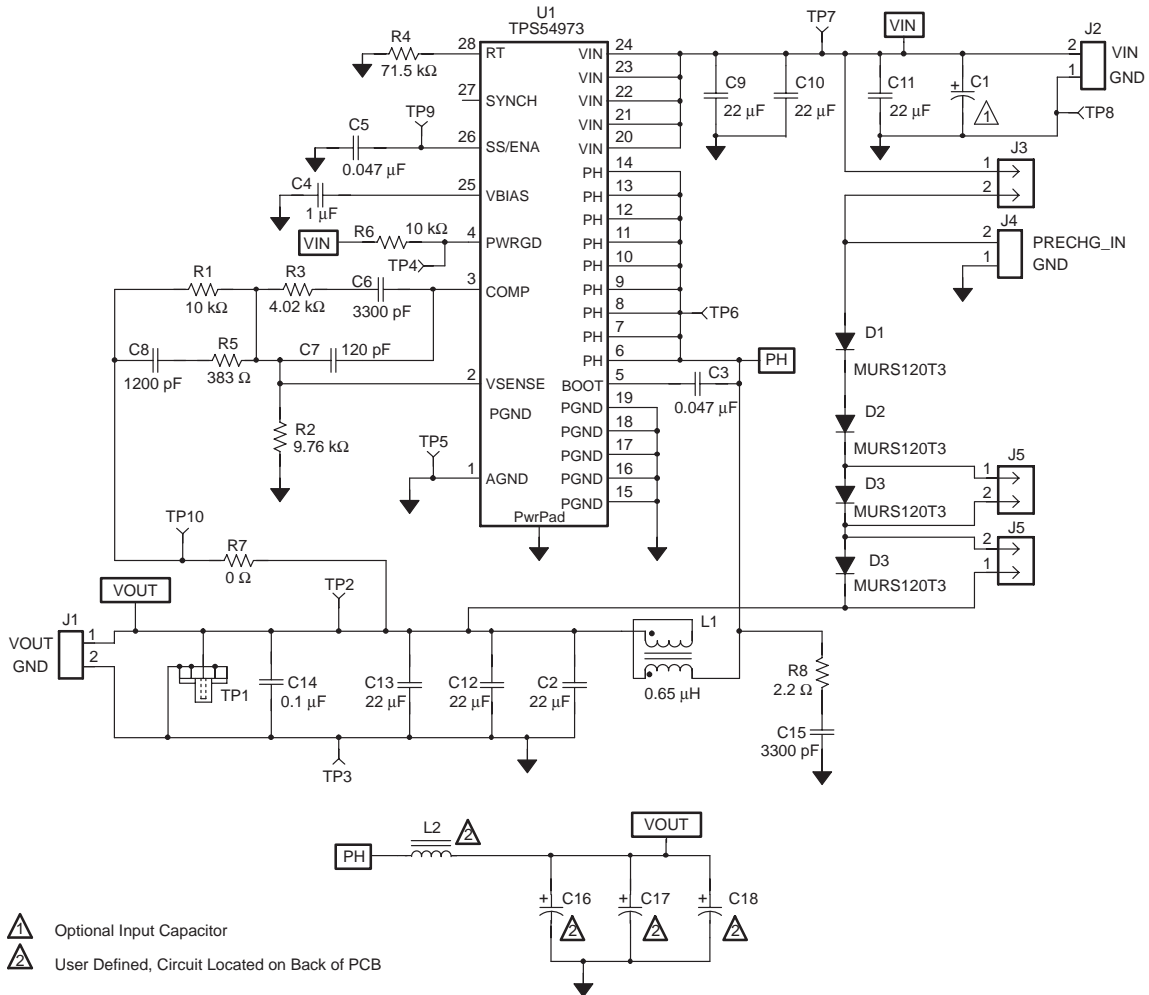 U1
TPS54973
R4
71.5 kΩ
28 RT
27 SYNCH
TP9
C5
0.047 μF
26 SS/ENA
C4
1 μF
25 VBIAS
VIN
R6
10 kΩ
4 PWRGD
TP4
R1
10 kΩ
R3
4.02 kΩ
C6
3300 pF
3 COMP
C8
1200 pF
R5
383 Ω
C7
120 pF
2 VSENSE
PGND
R2
9.76 kΩ
TP5
1 AGND
PwrPad
VIN 24
VIN 23
VIN 22
VIN 21
VIN 20
PH 14
PH 13
PH 12
PH 11
PH 10
PH 9
PH 8
PH 7
PH 6
BOOT 5
PGND 19
PGND 18
PGND 17
PGND 16
PGND 15
TP7
VIN
C9
22 μF
C10
22 μF
C11
22 μF
+ C1
1
J2
2 VIN
1 GND
TP8
J3
1
2
J4
2 PRECHG_IN
1 GND
TP6
PH
C3
0.047 μF
D1
MURS120T3
D2
MURS120T3
D3
MURS120T3
J5
1
2
D3
MURS120T3
J5
2
1
TP10
R7
0 Ω
VOUT
TP2
J1
VOUT 1
GND 2
TP1
C14
0.1 μF
C13
22 μF
C12
22 μF
C2
22 μF
L1
0.65 μH
R8
2.2 Ω
C15
3300 pF
TP3
PH
L2
2
VOUT
+ C16
2
+ C17
2
+ C18
2
1 Optional Input Capacitor
2 User Defined, Circuit Located on Back of PCB